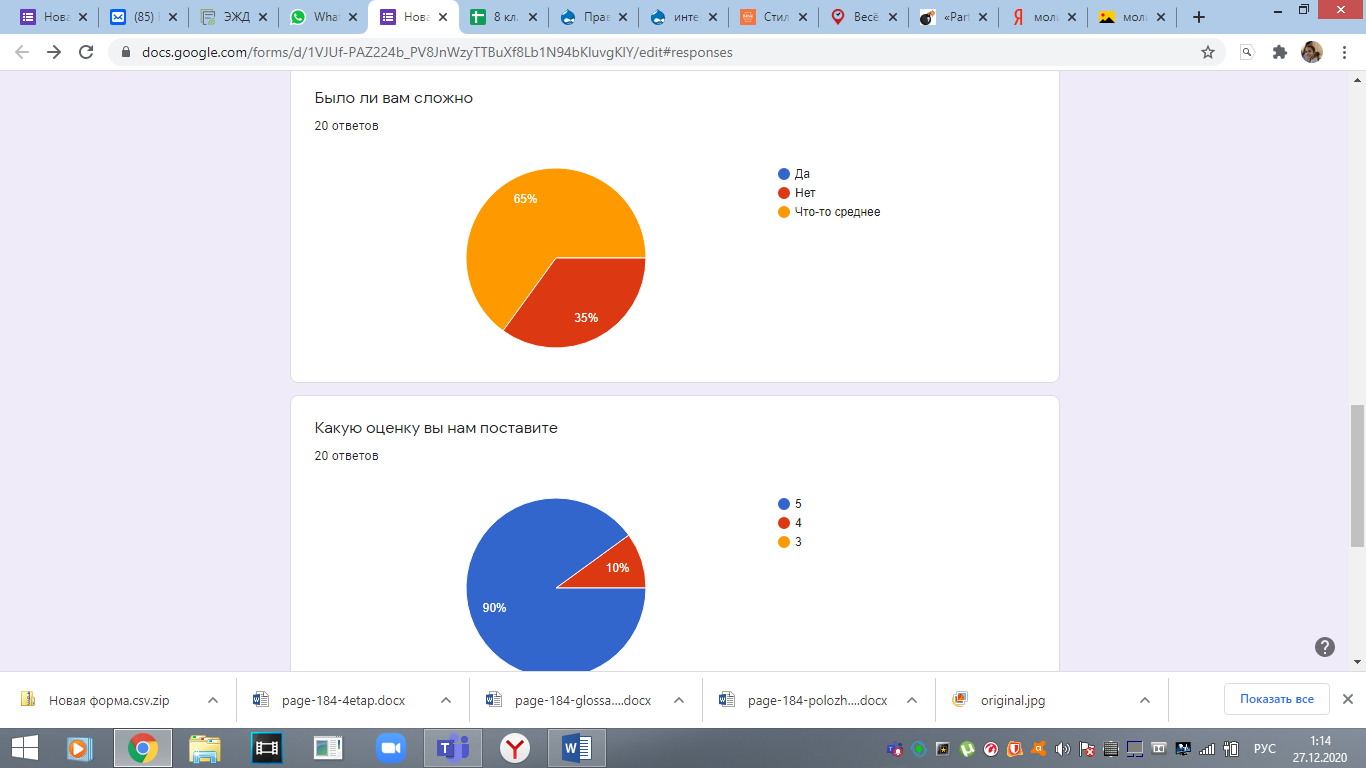 Нова
(85)
ЭЖД
What
Нова
8 кл.
Прав
инте
Стил
Весё
«Part
мол
мол
docs.google.com/forms/d/1VJUf-PAZ224b_PV8JnWzyTTBuXf8Lb1N94bKluvgKlY/edit#responses
Было ли вам сложно
20 ответов
65%
35%
Да
Нет
Что-то среднее
Какую оценку вы нам поставите
20 ответов
90%
10%
5
4
3
Новая форма.csv.zip
page-184-4etap.docx
page-184-glossa....docx
page-184-polozh....docx
original.jpg
Показать все
РУС
1:14
27.12.2020